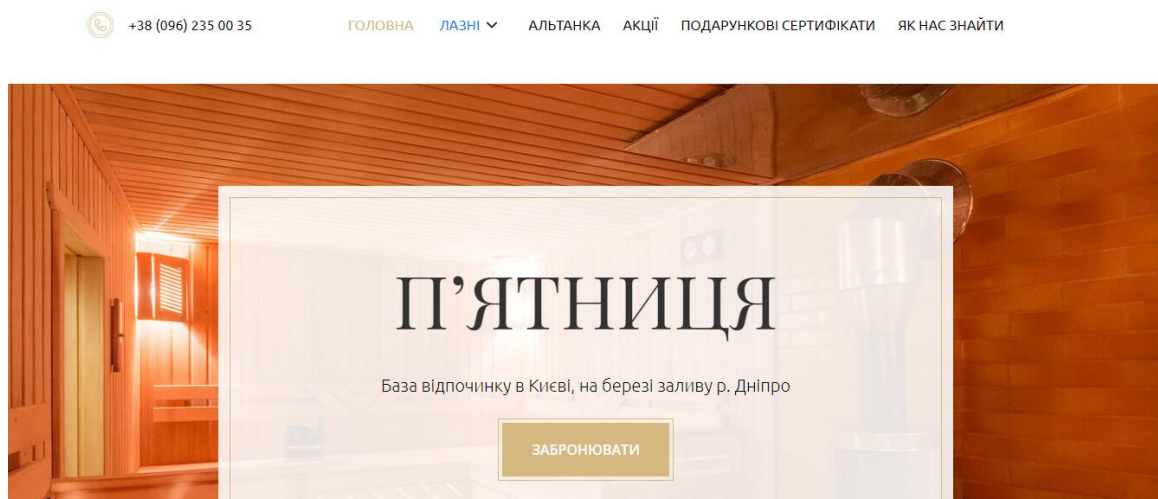 +38 (096) 235 00 35 ГОЛОВНА ЛАЗНІ АЛЬТАНКА АКЦІЇ ПОДАРУНКОВІ СЕРТИФІКАТИ ЯК НАС ЗНАЙТИ
П’ЯТНИЦЯ
База відпочинку в Києві, на березі заливу р. Дніпро
ЗАБРОНЮВАТИ